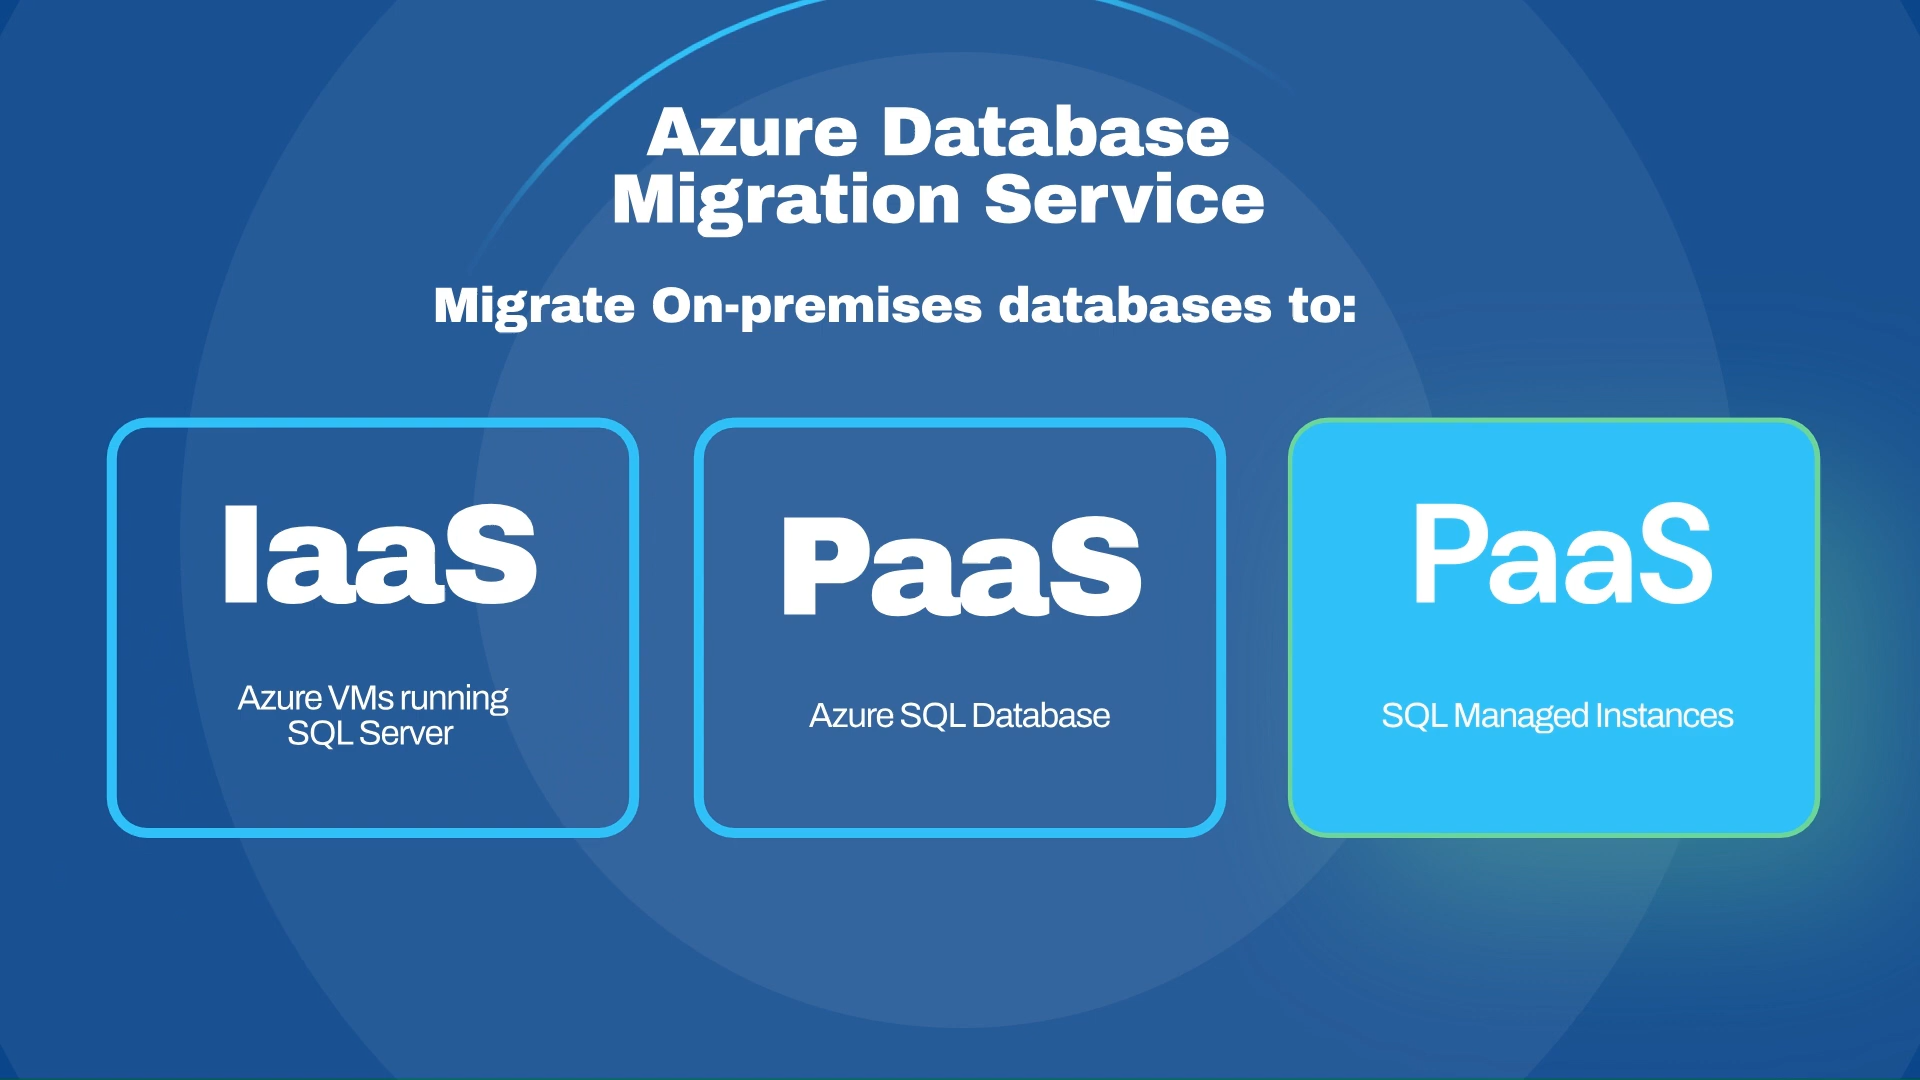 Azure Database
Migration Service
Migrate On-premises databases to:
IaaS
Azure VMs running
SQL Server
PaaS
Azure SQL Database
PaaS
SQL Managed Instances